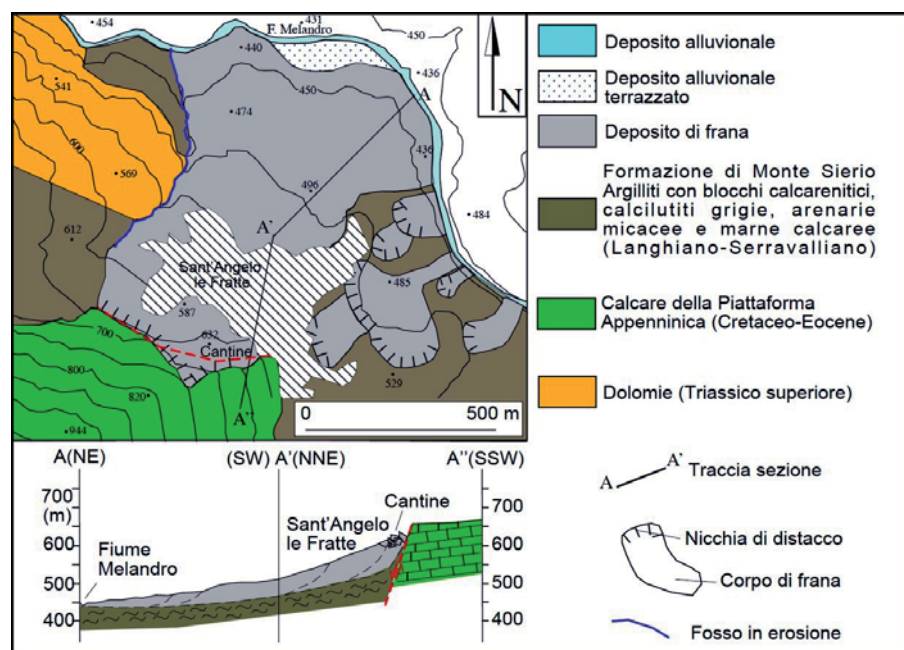 454
431
F. Melandro
450
440
436
A
N
541
450
474
436
600
569
496
484
612
A'
Sant'Angelo
le Fratte
485
587
700
632
Cantine
800
529
820
A''
944
0
500 m
Deposito alluvionale
Deposito alluvionale
terrazzato
Deposito di frana
Formazione di Monte Sierio
Argilliti con blocchi calcarenitici,
calcilutiti grigie, arenarie
micacee e marne calcaree
(Langhiano-Serravalliano)
Calcare della Piattaforma
Appenninica (Cretaceo-Eocene)
Dolomie (Triassico superiore)
A A' Traccia sezione
Nicchia di distacco
Corpo di frana
Fosso in erosione
A(NE) (SW) A'(NNE) A''(SSW)
700
(m)
600
500
400
Fiume
Melandro
Sant'Angelo
le Fratte
Cantine
700
600
500
400